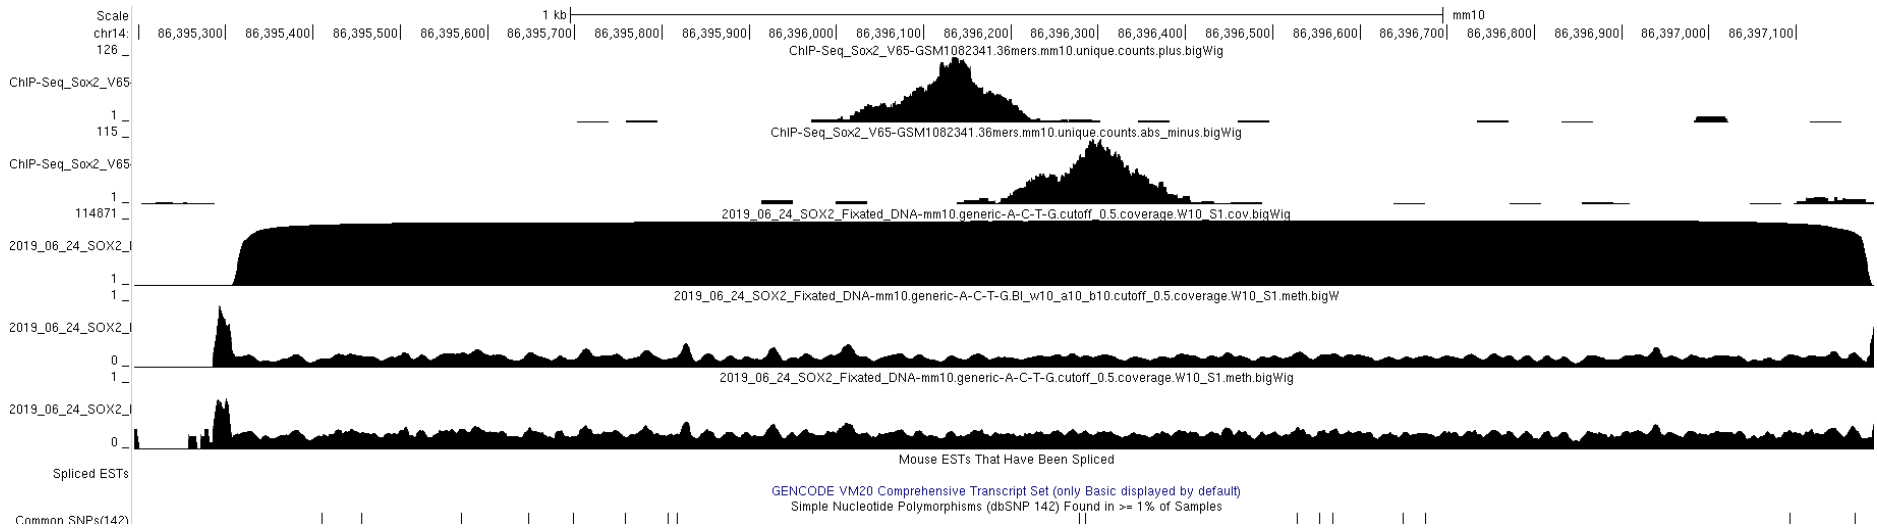 Scale 1 kb mm10
chr14: 86,395,300 86,395,400 86,395,500 86,395,600 86,395,700 86,395,800 86,395,900 86,396,000 86,396,100 86,396,200 86,396,300 86,396,400 86,396,500 86,396,600 86,396,700 86,396,800 86,396,900 86,397,000 86,397,100
ChIP-Seq_Sox2_V65-GSM1082341.36mers.mm10.unique.counts.plus.bigWig
126 _
ChIP-Seq_Sox2_V65
1 _
ChIP-Seq_Sox2_V65-GSM1082341.36mers.mm10.unique.counts.abs_minus.bigWig
115 _
ChIP-Seq_Sox2_V65
1 _
2019_06_24_SOX2_Fixated_DNA-mm10.generic-A-C-T-G.cutoff_0.5.coverage.W10_S1.cov.bigWig
114871 _
2019_06_24_SOX2_
1 _
2019_06_24_SOX2_Fixated_DNA-mm10.generic-A-C-T-G.BI_w10_a10_b10.cutoff_0.5.coverage.W10_S1.meth.bigW
1 _
2019_06_24_SOX2_
0 _
2019_06_24_SOX2_Fixated_DNA-mm10.generic-A-C-T-G.cutoff_0.5.coverage.W10_S1.meth.bigWig
1 _
2019_06_24_SOX2_
0 _
Mouse ESTs That Have Been Spliced
Spliced ESTs
GENCODE VM20 Comprehensive Transcript Set (only Basic displayed by default)
Simple Nucleotide Polymorphisms (dbSNP 142) Found in >= 1% of Samples
Common SNPs(142)